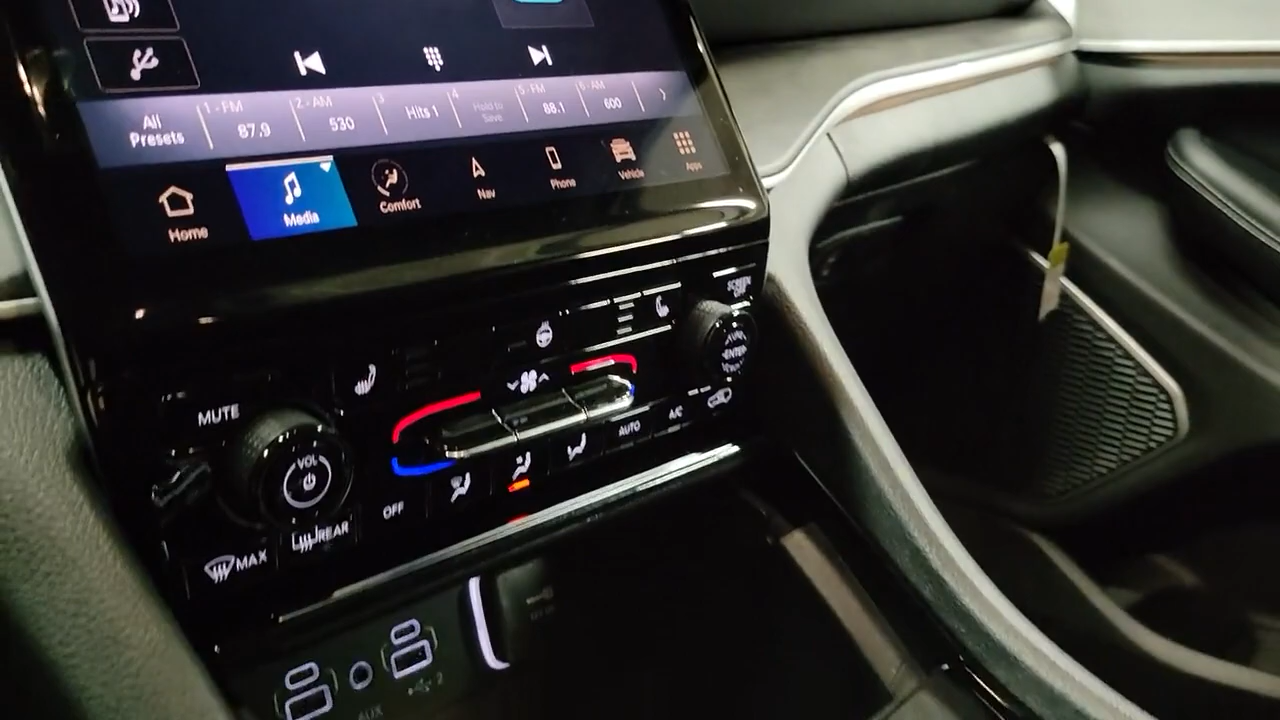 1-FM
87.9
2-AM
530
3
Hits 1
4
Hold to
Save
5-FM
88.1
6-AM
600
All
Presets
Home
Media
Comfort
Nav
Phone
Vehicle
Apps
SCREEN
OFF
ENTER
MUTE
VOL
OFF
AUTO
A/C
REAR
MAX
AUX
2